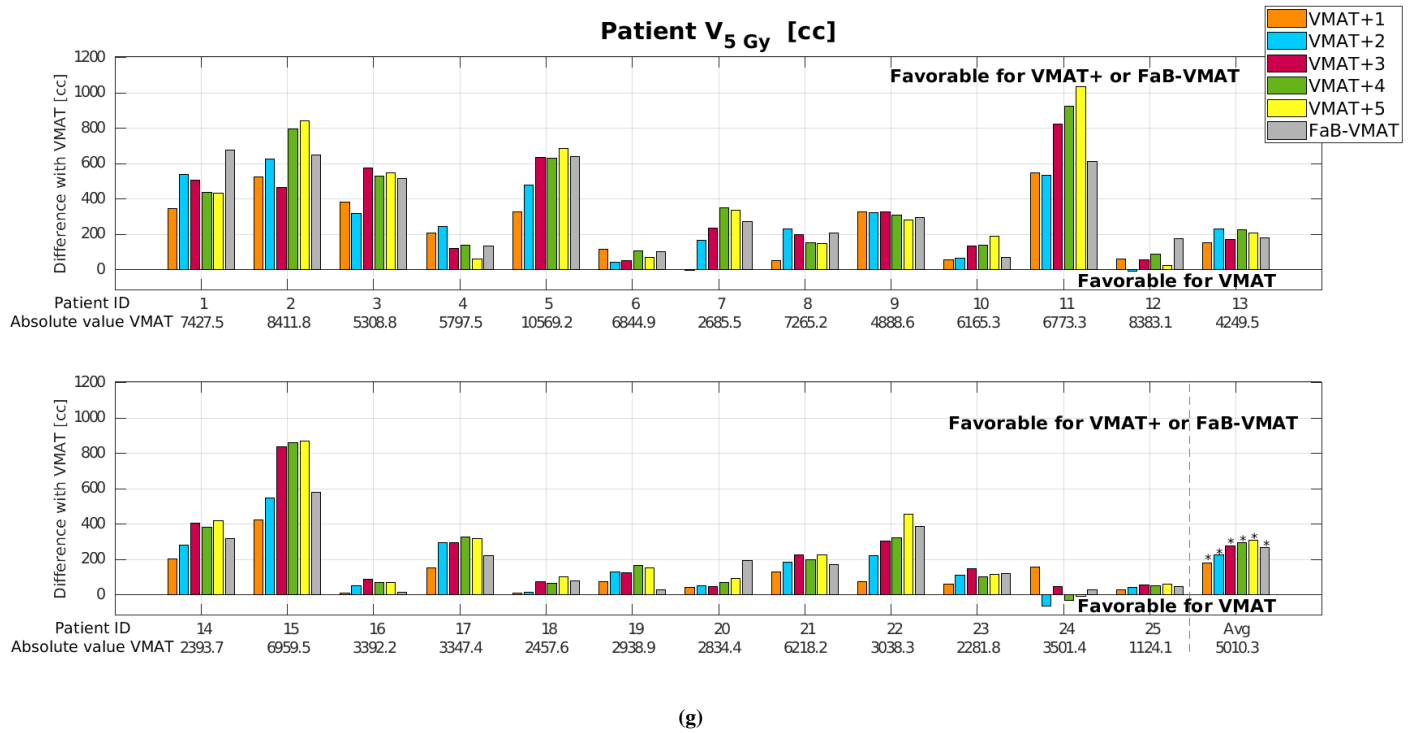 Patient V5 Gy [cc]
VMAT+1
VMAT+2
VMAT+3
VMAT+4
VMAT+5
FaB-VMAT
Difference with VMAT [cc]
1200
1000
800
600
400
200
0
Favorable for VMAT+ or FaB-VMAT
Favorable for VMAT
Patient ID 1 2 3 4 5 6 7 8 9 10 11 12 13
Absolute value VMAT 7427.5 8411.8 5308.8 5797.5 10569.2 6844.9 2685.5 7265.2 4888.6 6165.3 6773.3 8383.1 4249.5
Difference with VMAT [cc]
1200
1000
800
600
400
200
0
Favorable for VMAT+ or FaB-VMAT
* * * * * *
Favorable for VMAT
Patient ID 14 15 16 17 18 19 20 21 22 23 24 25 Avg
Absolute value VMAT 2393.7 6959.5 3392.2 3347.4 2457.6 2938.9 2834.4 6218.2 3038.3 2281.8 3501.4 1124.1 5010.3
(g)